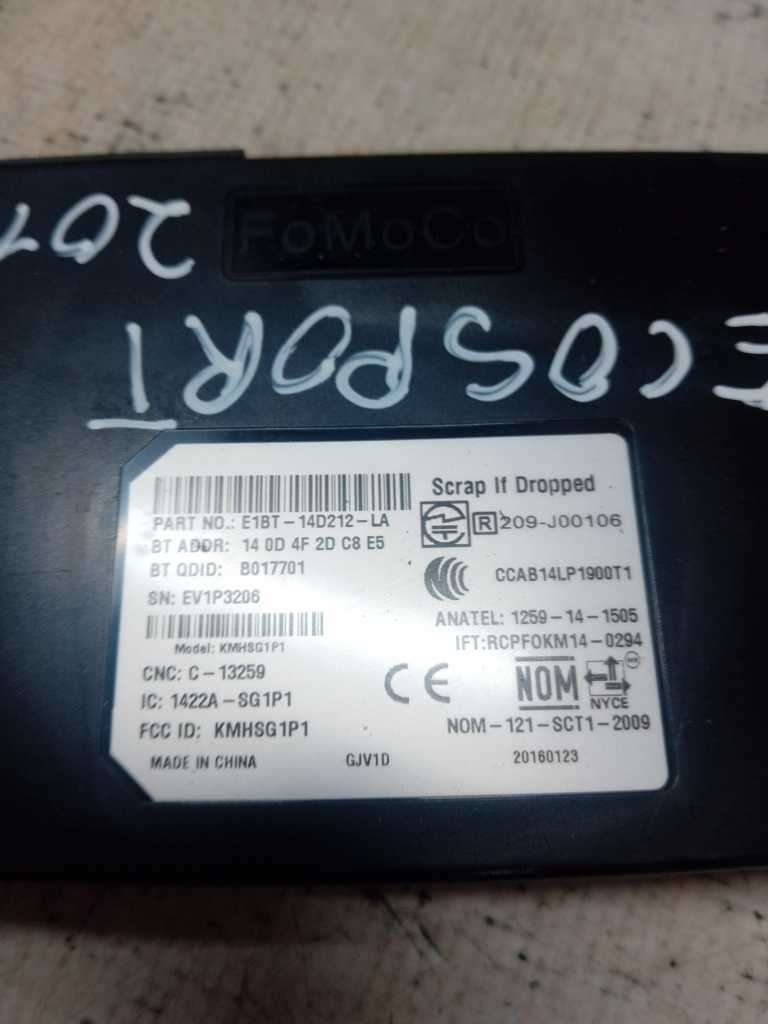 FoMoCo
ECOSPORT
Scrap If Dropped
PART NO.: E1BT-14D212-LA
R 209-J00106
BT ADDR: 14 0D 4F 2D C8 E5
BT QDID: B017701
CCAB14LP1900T1
SN: EV1P3206
ANATEL: 1259-14-1505
Model: KMHSG1P1
IFT:RCPFOKM14-0294
CNC: C-13259
CE
NOM
NYCE
IC: 1422A-SG1P1
FCC ID: KMHSG1P1
NOM-121-SCT1-2009
MADE IN CHINA
GJV1D
20160123